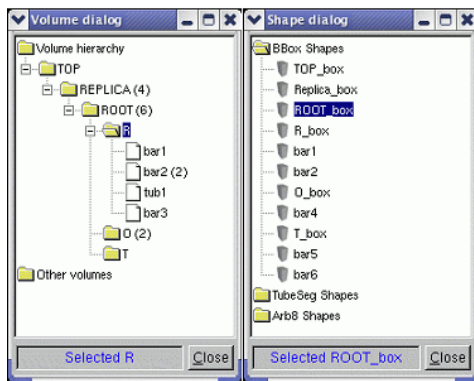 Volume dialog
Volume hierarchy
TOP
REPLICA (4)
ROOT (6)
R
bar1
bar2 (2)
tub1
bar3
O (2)
T
Other volumes
Selected R
Close
Shape dialog
BBox Shapes
TOP_box
Replica_box
ROOT_box
R_box
bar1
bar2
O_box
bar4
T_box
bar5
bar6
TubeSeg Shapes
Arb8 Shapes
Selected ROOT_box
Close